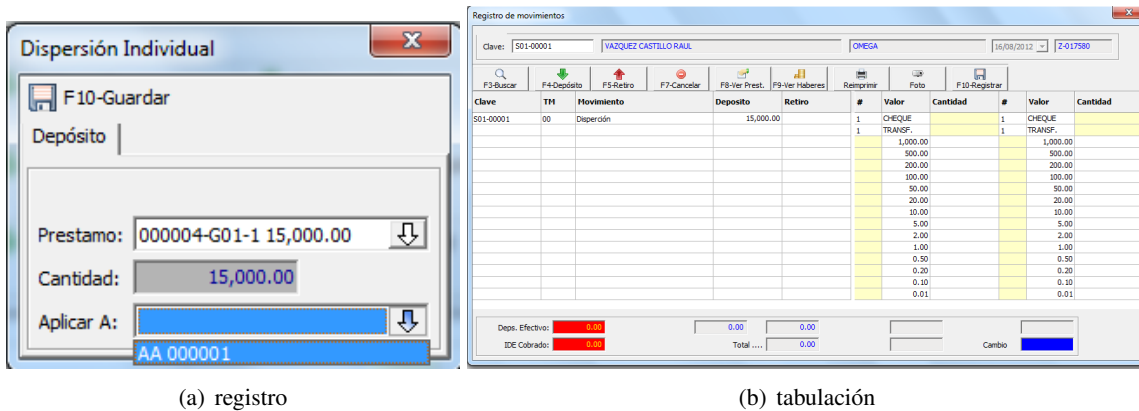 Dispersión Individual
F10-Guardar
Depósito
Prestamo: 000004-G01-1 15,000.00
Cantidad: 15,000.00
Aplicar A:
AA 000001
(a) registro
Registro de movimientos
Clave: S01-00001 VAZQUEZ CASTILLO RAUL OMEGA 16/08/2012 Z-017580
F3-Buscar F4-Depósito F5-Retiro F7-Cancelar F8-Ver Prest. F9-Ver Haberes Reimprimir Foto F10-Registrar
Clave TM Movimiento Deposito Retiro # Valor Cantidad # Valor Cantidad
S01-00001 00 Disperción 15,000.00 1 CHEQUE 1 CHEQUE
1 TRANSF. 1 TRANSF.
1,000.00 1,000.00
500.00 500.00
200.00 200.00
100.00 100.00
50.00 50.00
20.00 20.00
10.00 10.00
5.00 5.00
2.00 2.00
1.00 1.00
0.50 0.50
0.20 0.20
0.10 0.10
0.01 0.01
Deps. Efectivo: 0.00 0.00 0.00
IDE Cobrado: 0.00 Total .... 0.00 Cambio
(b) tabulación